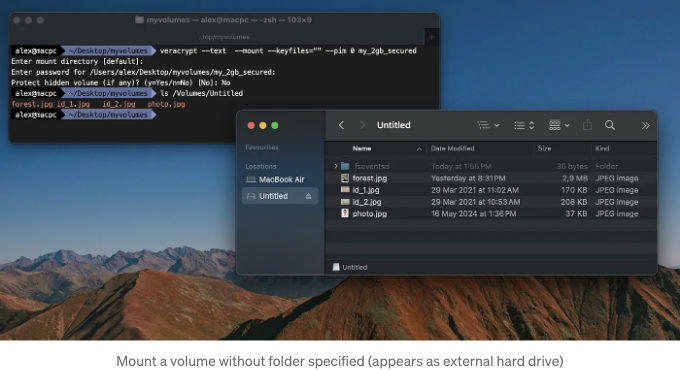 myvolumes — alex@macpc — -zsh — 103×9
..top/myvolumes
alex@macpc ~/Desktop/myvolumes veracrypt --text --mount --keyfiles="" --pim 0 my_2gb_secured
Enter mount directory [default]:
Enter password for /Users/alex/Desktop/myvolumes/my_2gb_secured:
Protect hidden volume (if any)? (y=Yes/n=No) [No]: No
alex@macpc ~/Desktop/myvolumes ls /Volumes/Untitled
forest.jpg id_1.jpg id_2.jpg photo.jpg
alex@macpc ~/Desktop/myvolumes
Untitled
Favourites
Locations
MacBook Air
Untitled
Name Date Modified Size Kind
.fseventsd Today at 1:55 PM 36 bytes Folder
forest.jpg Yesterday at 8:31 PM 2,9 MB JPEG image
id_1.jpg 29 Mar 2021 at 11:02 AM 170 KB JPEG image
id_2.jpg 29 Mar 2021 at 10:53 AM 208 KB JPEG image
photo.jpg 16 May 2024 at 1:36 PM 37 KB JPEG image
Untitled
Mount a volume without folder specified (appears as external hard drive)